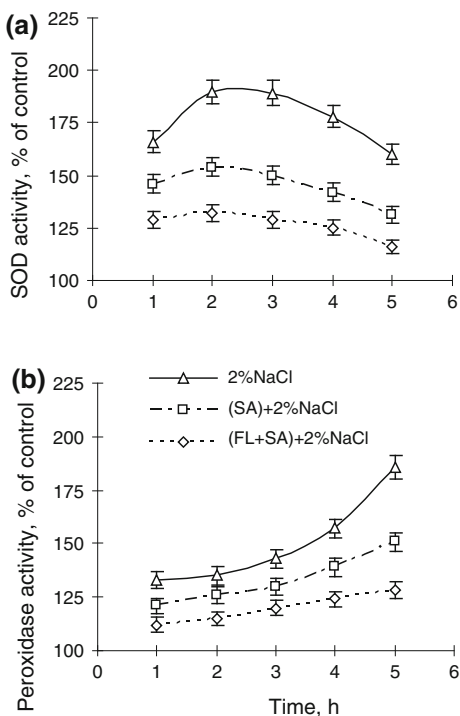 (a)
225
200
175
150
125
100
SOD activity, % of control
0 1 2 3 4 5 6
(b)
225
200
175
150
125
100
Peroxidase activity, % of control
2%NaCl
(SA)+2%NaCl
(FL+SA)+2%NaCl
0 1 2 3 4 5 6
Time, h